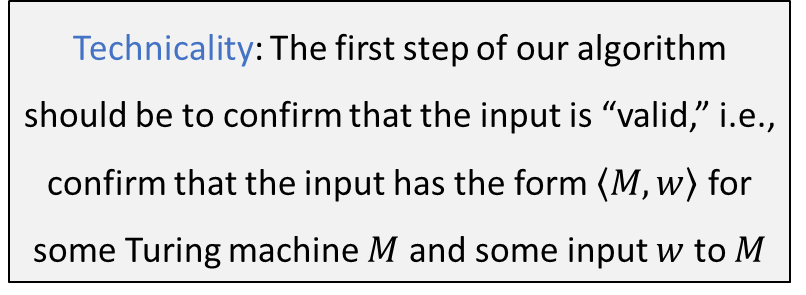 Technicality: The first step of our algorithm
should be to confirm that the input is “valid,” i.e.,
confirm that the input has the form ⟨𝑀, 𝑤⟩ for
some Turing machine 𝑀 and some input 𝑤 to 𝑀